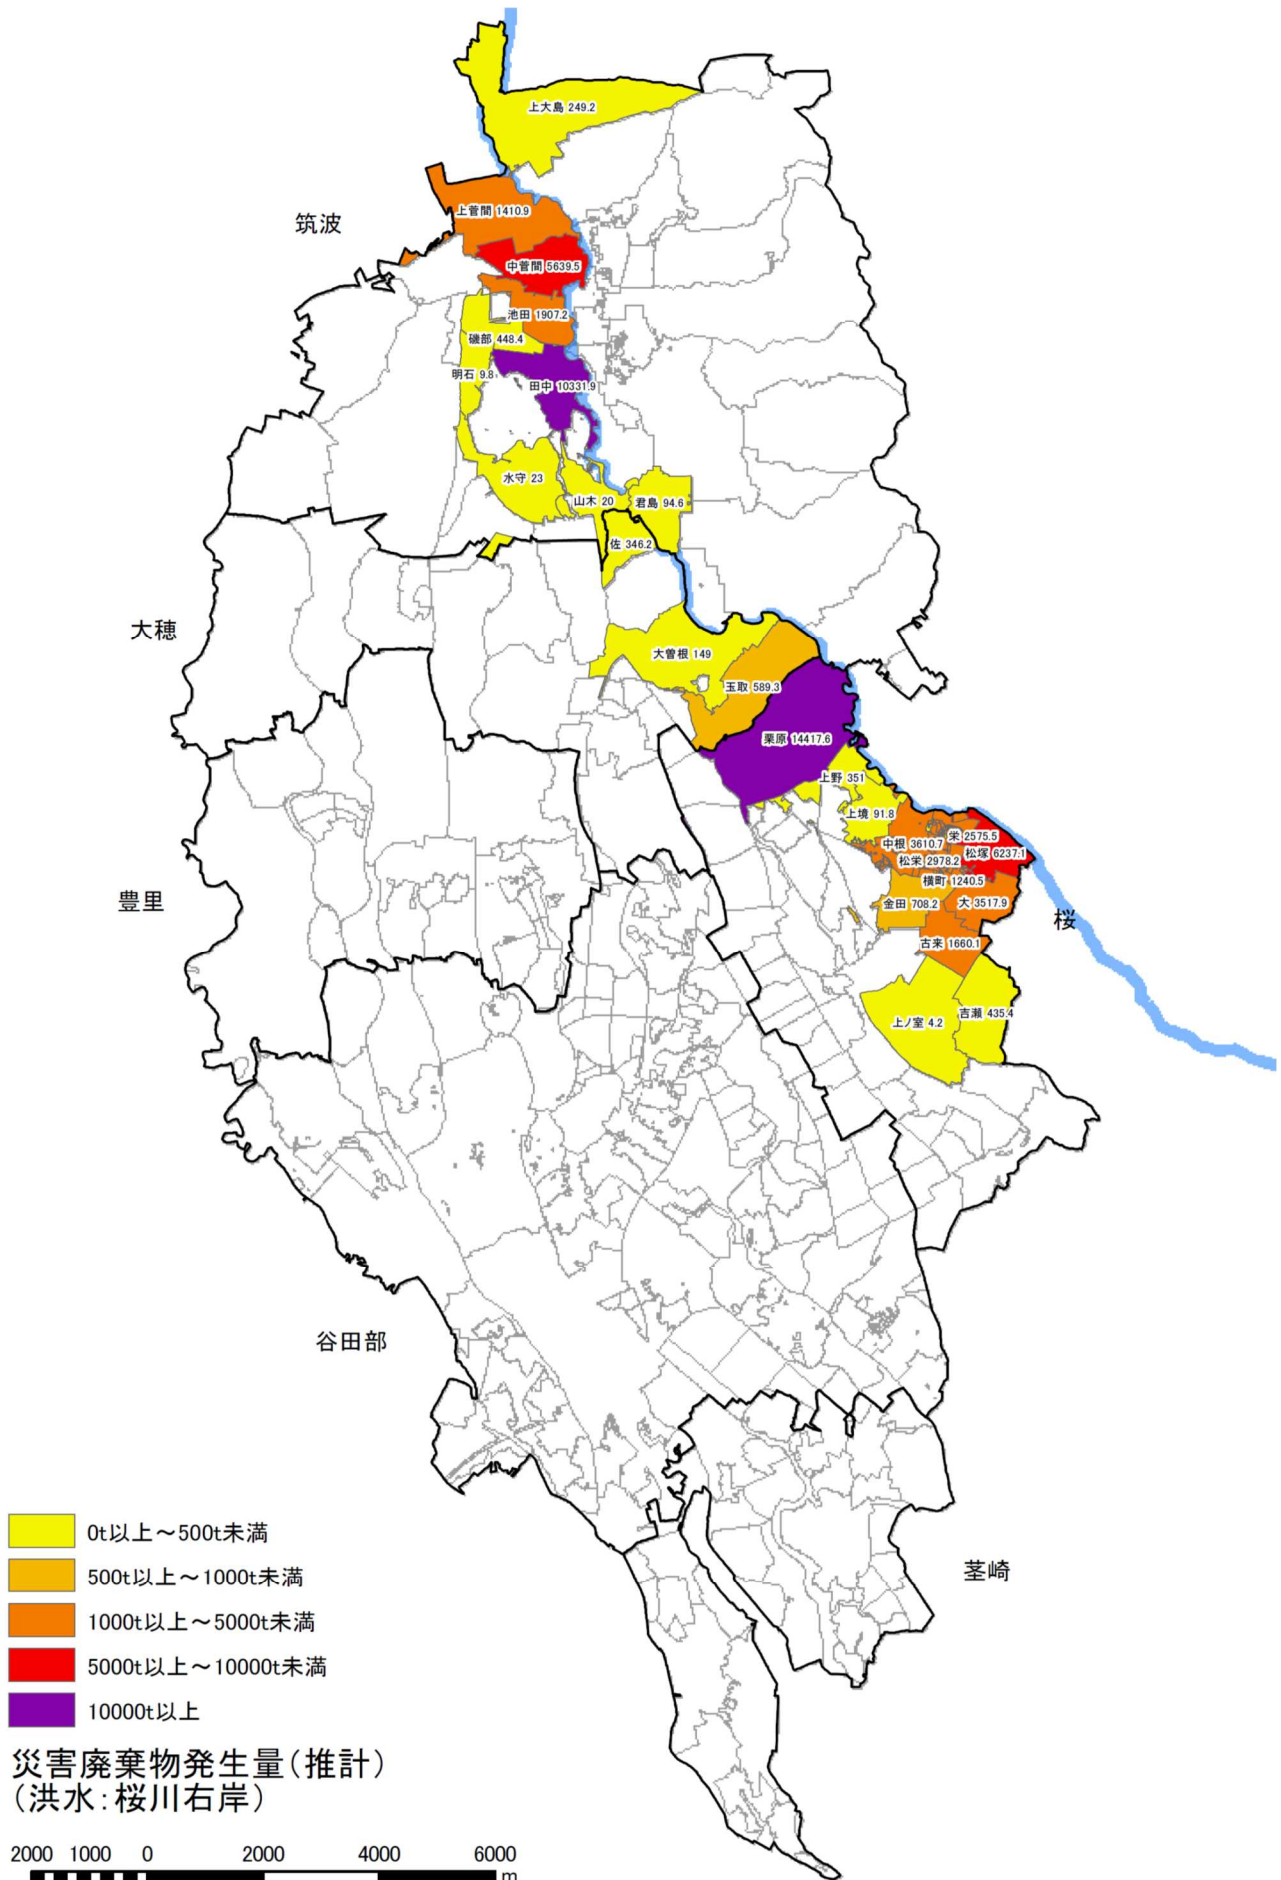 上大島 249.2
上菅間 1410.9
筑波
中菅間 5639.5
池田 1907.2
磯部 448.4
明石 9.8
田中 10331.9
水守 23
山木 20
君島 94.6
佐 346.2
大穂
大曽根 149
玉取 589.3
栗原 14417.6
上野 351
上境 91.8
栄 2575.5
中根 3610.7
松塚 6237.1
松栄 2978.2
横町 1240.5
豊里
金田 708.2
大 3517.9
桜
古来 1660.1
吉瀬 435.4
上ノ室 4.2
谷田部
茎崎
0t以上～500t未満
500t以上～1000t未満
1000t以上～5000t未満
5000t以上～10000t未満
10000t以上
災害廃棄物発生量（推計）
（洪水：桜川右岸）
2000 1000 0 2000 4000 6000
m